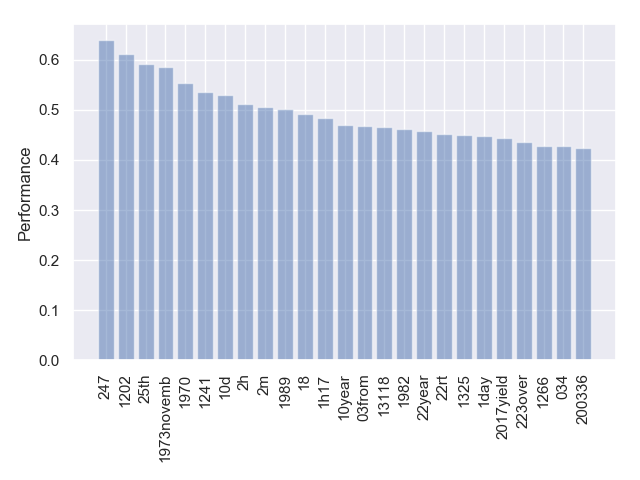 Performance
0.6
0.5
0.4
0.3
0.2
0.1
0.0
247
1202
25th
1973novemb
1970
1241
10d
2h
2m
1989
18
1h17
10year
03from
13118
1982
22year
22rt
1325
1day
2017yield
223over
1266
034
200336